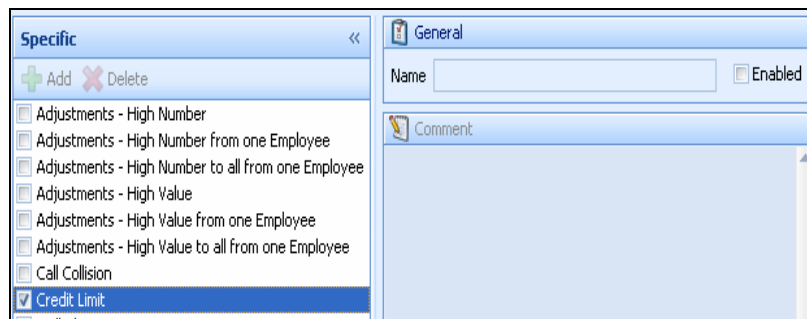 Specific
Add Delete
Adjustments - High Number
Adjustments - High Number from one Employee
Adjustments - High Number to all from one Employee
Adjustments - High Value
Adjustments - High Value from one Employee
Adjustments - High Value to all from one Employee
Call Collision
Credit Limit
General
Name
Enabled
Comment